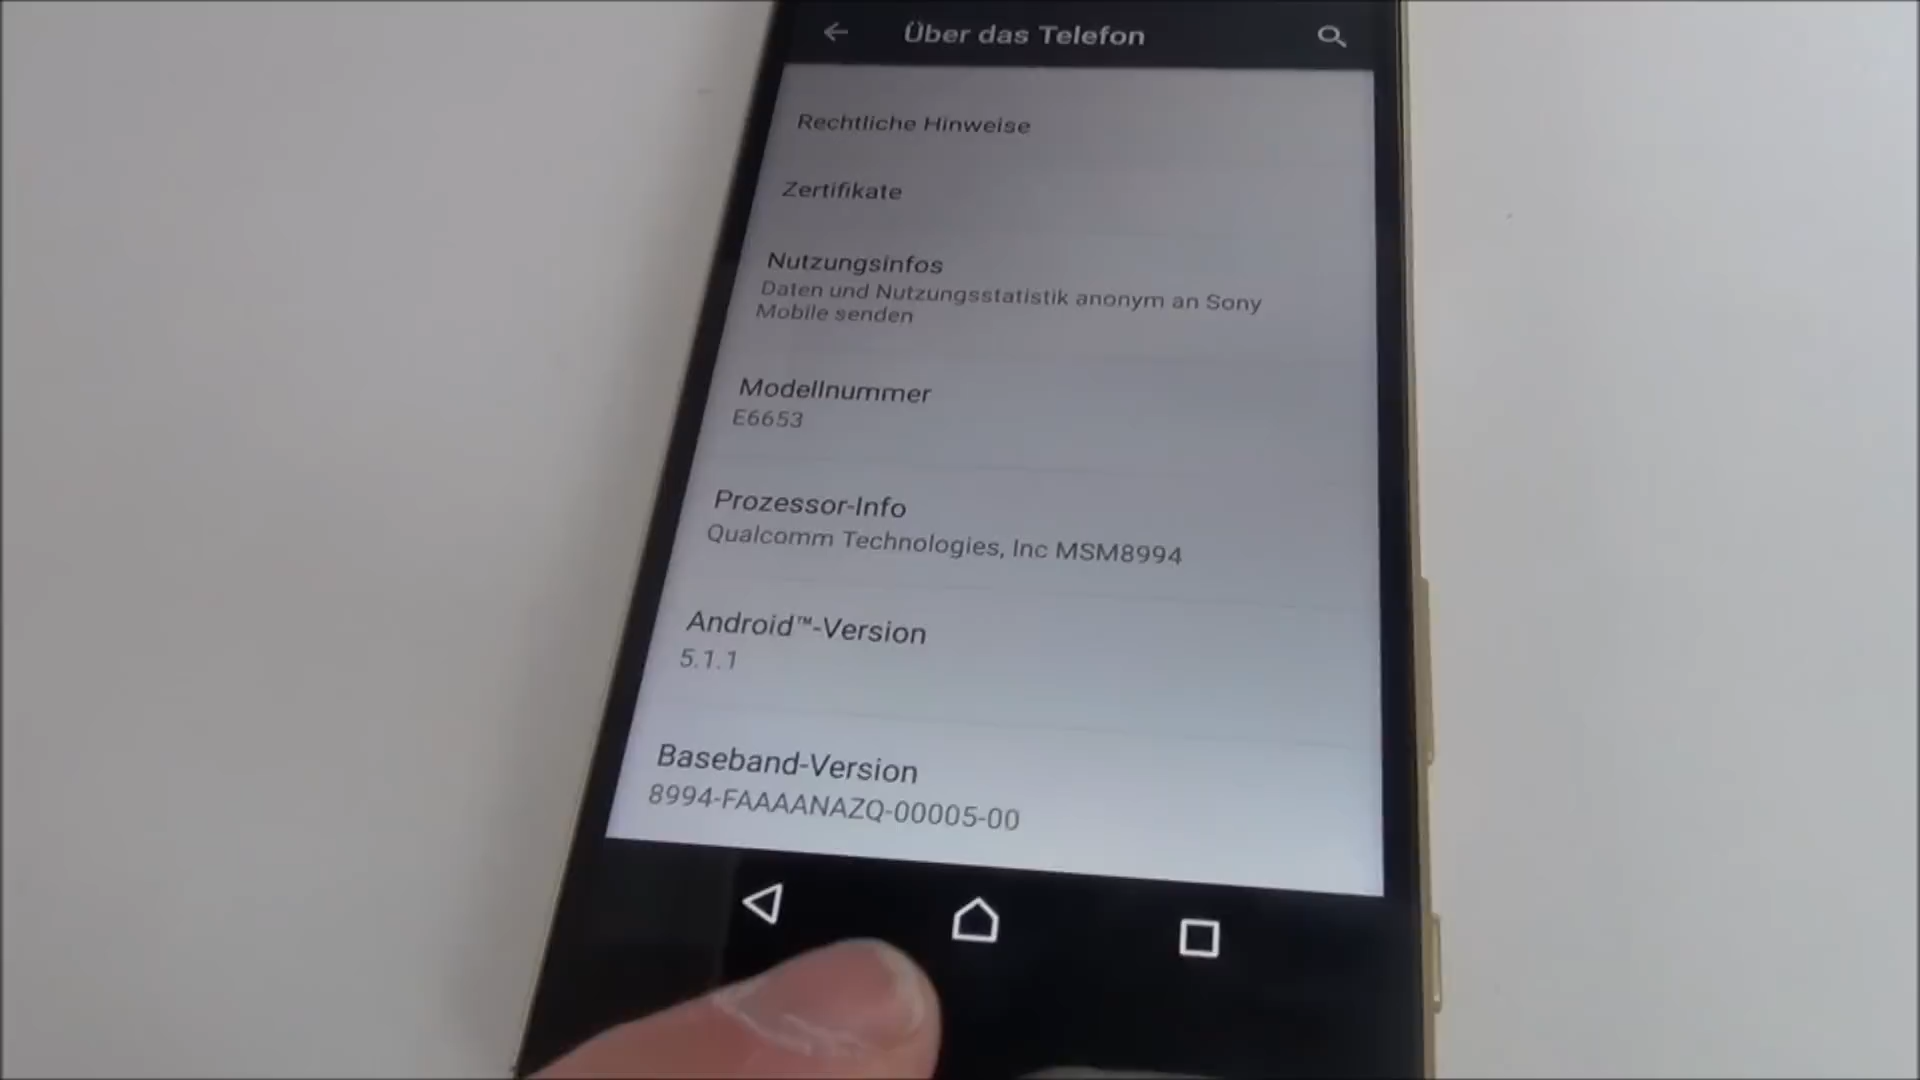 Über das Telefon
Rechtliche Hinweise
Zertifikate
Nutzungsinfos
Daten und Nutzungsstatistik anonym an Sony
Mobile senden
Modellnummer
E6653
Prozessor-Info
Qualcomm Technologies, Inc MSM8994
Android™-Version
5.1.1
Baseband-Version
8994-FAAAANAZQ-00005-00